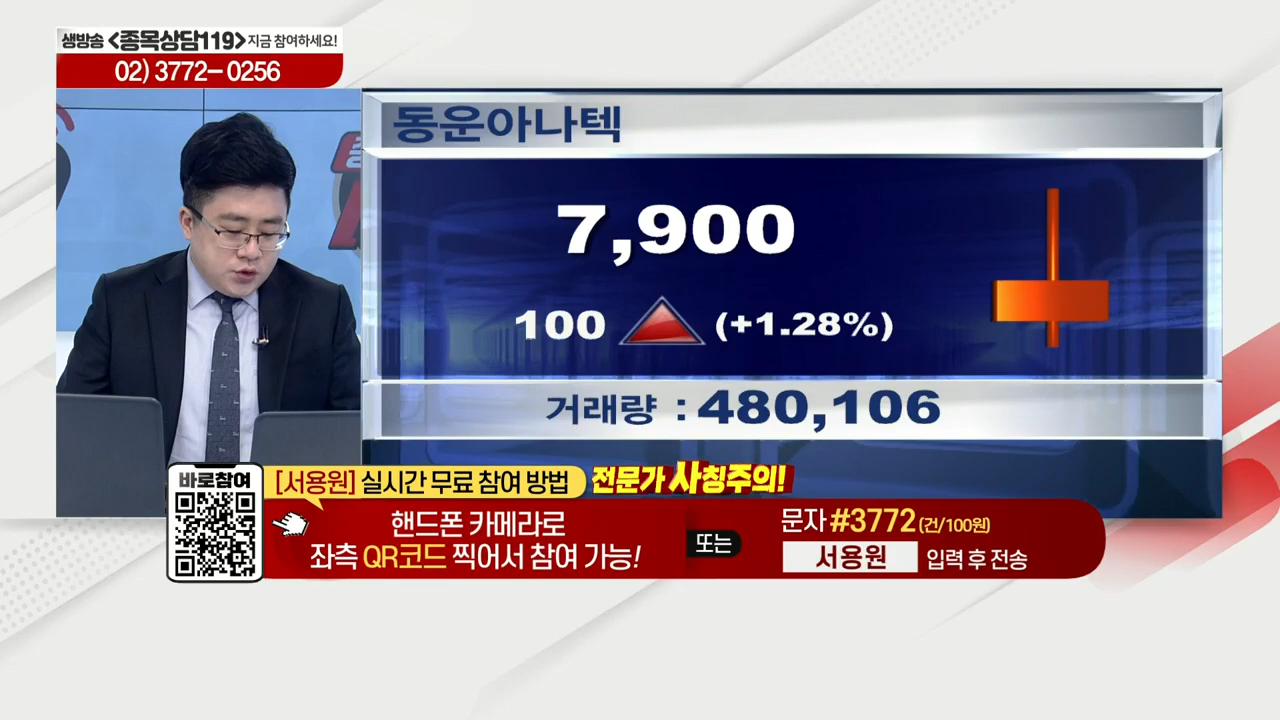 생방송 <종목상담119> 지금 참여하세요!
02) 3772-0256
동운아나텍
7,900
100 (+1.28%)
거래량 : 480,106
바로참여
[서용원] 실시간 무료 참여 방법 전문가 사칭주의!
핸드폰 카메라로
좌측 QR코드 찍어서 참여 가능!
또는
문자 #3772 (건/100원)
서용원 입력 후 전송